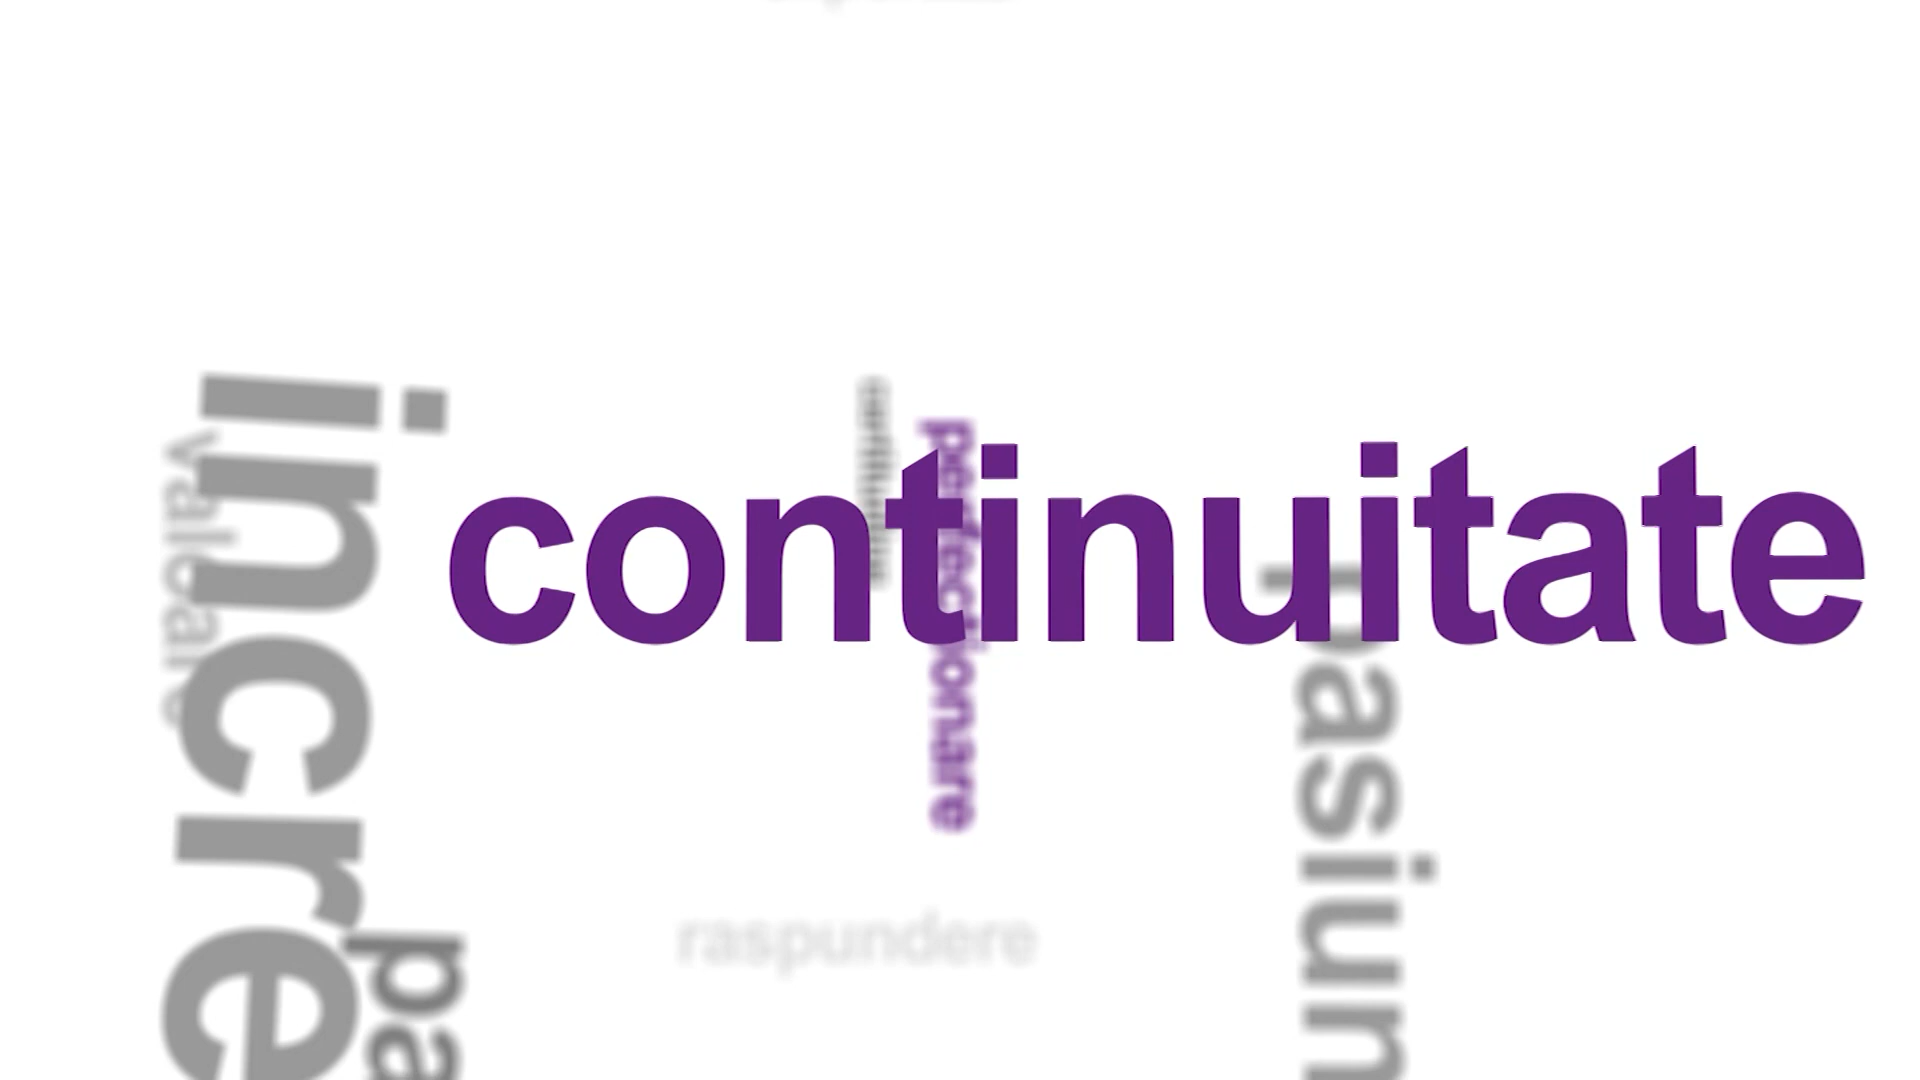 continuitate
incre
valoare
perfectionare
pasiun
raspundere
pa